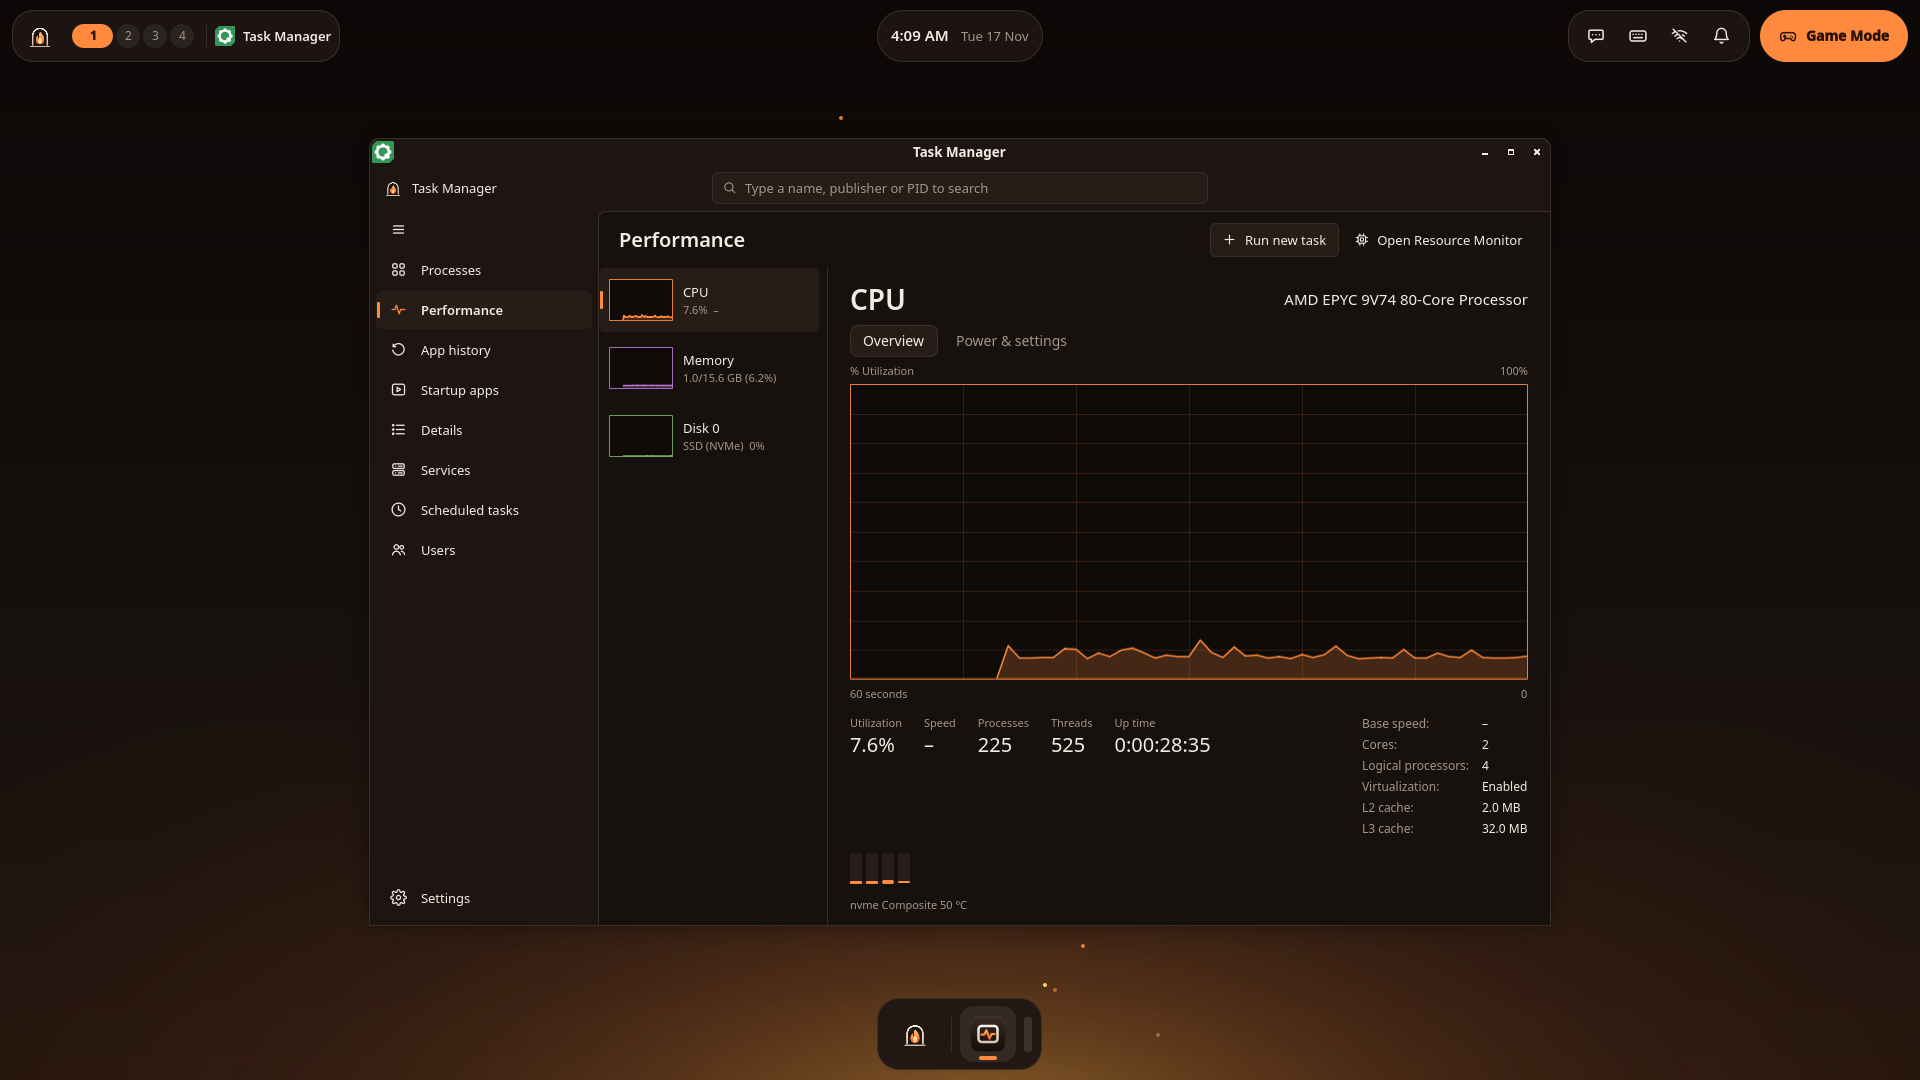 1
2
3
4
Task Manager
4:09 AM Tue 17 Nov
Game Mode
Task Manager
Task Manager
Type a name, publisher or PID to search
Performance
Run new task
Open Resource Monitor
Processes
Performance
App history
Startup apps
Details
Services
Scheduled tasks
Users
Settings
CPU
7.6% –
Memory
1.0/15.6 GB (6.2%)
Disk 0
SSD (NVMe) 0%
CPU
AMD EPYC 9V74 80-Core Processor
Overview
Power & settings
% Utilization
100%
60 seconds
0
Utilization
7.6%
Speed
–
Processes
225
Threads
525
Up time
0:00:28:35
Base speed: –
Cores: 2
Logical processors: 4
Virtualization: Enabled
L2 cache: 2.0 MB
L3 cache: 32.0 MB
nvme Composite 50 °C